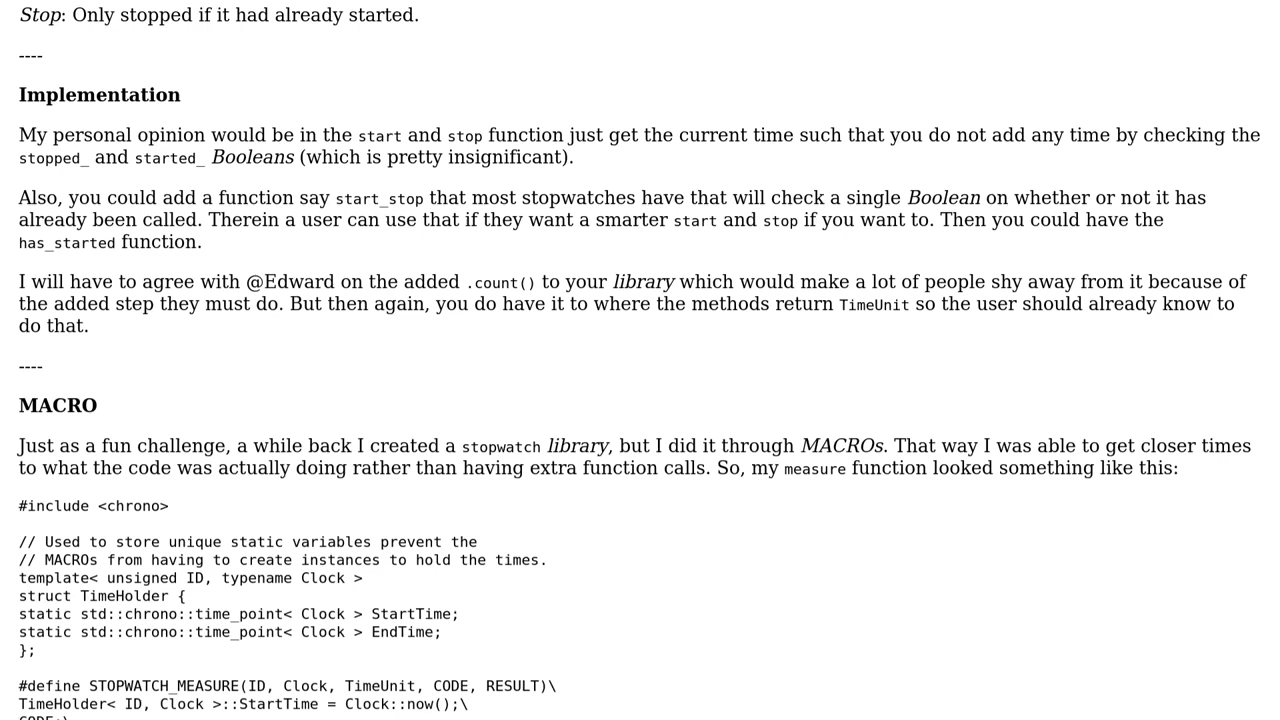 Stop: Only stopped if it had already started.
----
Implementation
My personal opinion would be in the start and stop function just get the current time such that you do not add any time by checking the
stopped_ and started_ Booleans (which is pretty insignificant).
Also, you could add a function say start_stop that most stopwatches have that will check a single Boolean on whether or not it has
already been called. Therein a user can use that if they want a smarter start and stop if you want to. Then you could have the
has_started function.
I will have to agree with @Edward on the added .count() to your library which would make a lot of people shy away from it because of
the added step they must do. But then again, you do have it to where the methods return TimeUnit so the user should already know to
do that.
----
MACRO
Just as a fun challenge, a while back I created a stopwatch library, but I did it through MACROs. That way I was able to get closer times
to what the code was actually doing rather than having extra function calls. So, my measure function looked something like this:
#include <chrono>
// Used to store unique static variables prevent the
// MACROs from having to create instances to hold the times.
template< unsigned ID, typename Clock >
struct TimeHolder {
static std::chrono::time_point< Clock > StartTime;
static std::chrono::time_point< Clock > EndTime;
};
#define STOPWATCH_MEASURE(ID, Clock, TimeUnit, CODE, RESULT)\
TimeHolder< ID, Clock >::StartTime = Clock::now();\
CODE;\